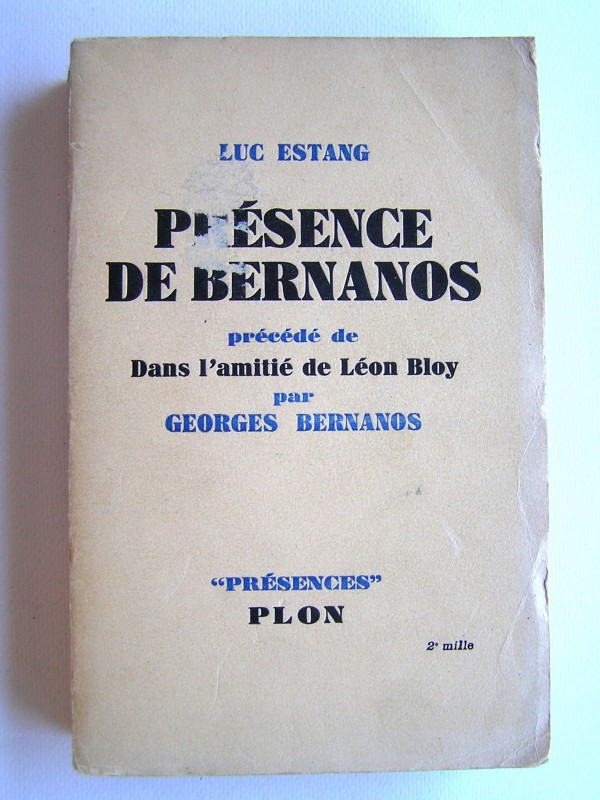 LUC ESTANG
PRÉSENCE
DE BERNANOS
précédé de
Dans l'amitié de Léon Bloy
par
GEORGES BERNANOS
“PRÉSENCES”
PLON
2e mille